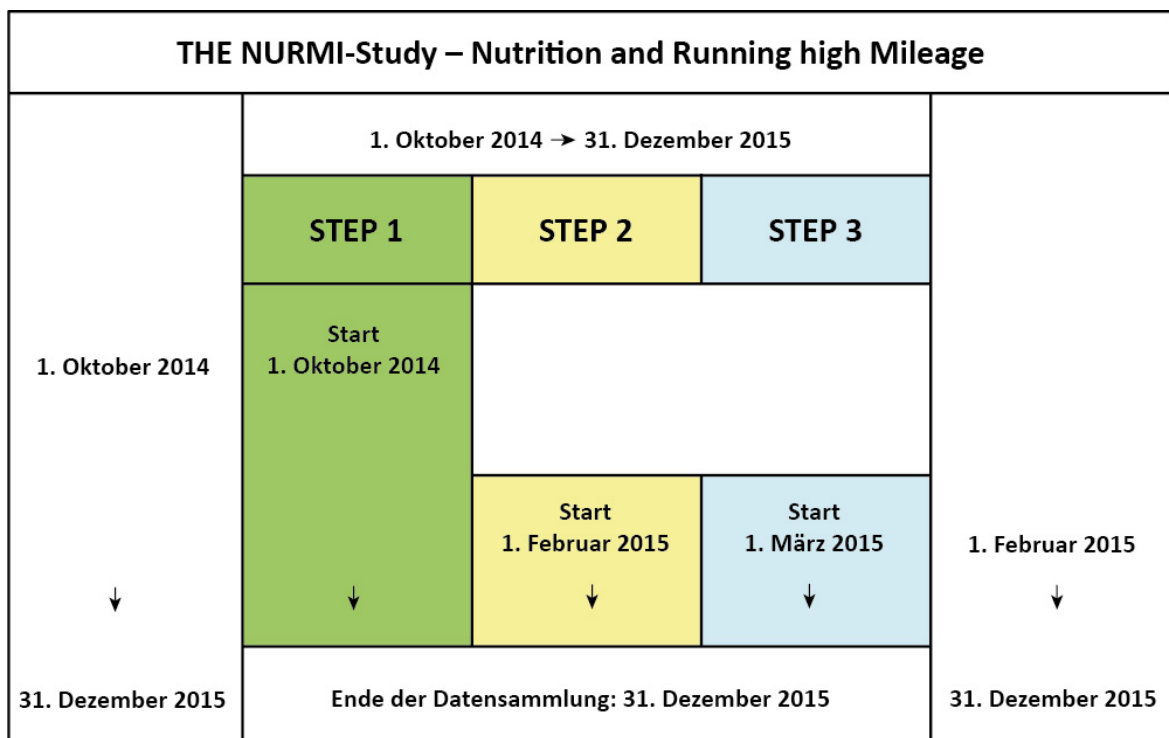 THE NURMI-Study – Nutrition and Running high Mileage
1. Oktober 2014 → 31. Dezember 2015
STEP 1
STEP 2
STEP 3
1. Oktober 2014
↓
31. Dezember 2015
Start
1. Oktober 2014
↓
Start
1. Februar 2015
↓
Start
1. März 2015
↓
Ende der Datensammlung: 31. Dezember 2015
1. Februar 2015
↓
31. Dezember 2015